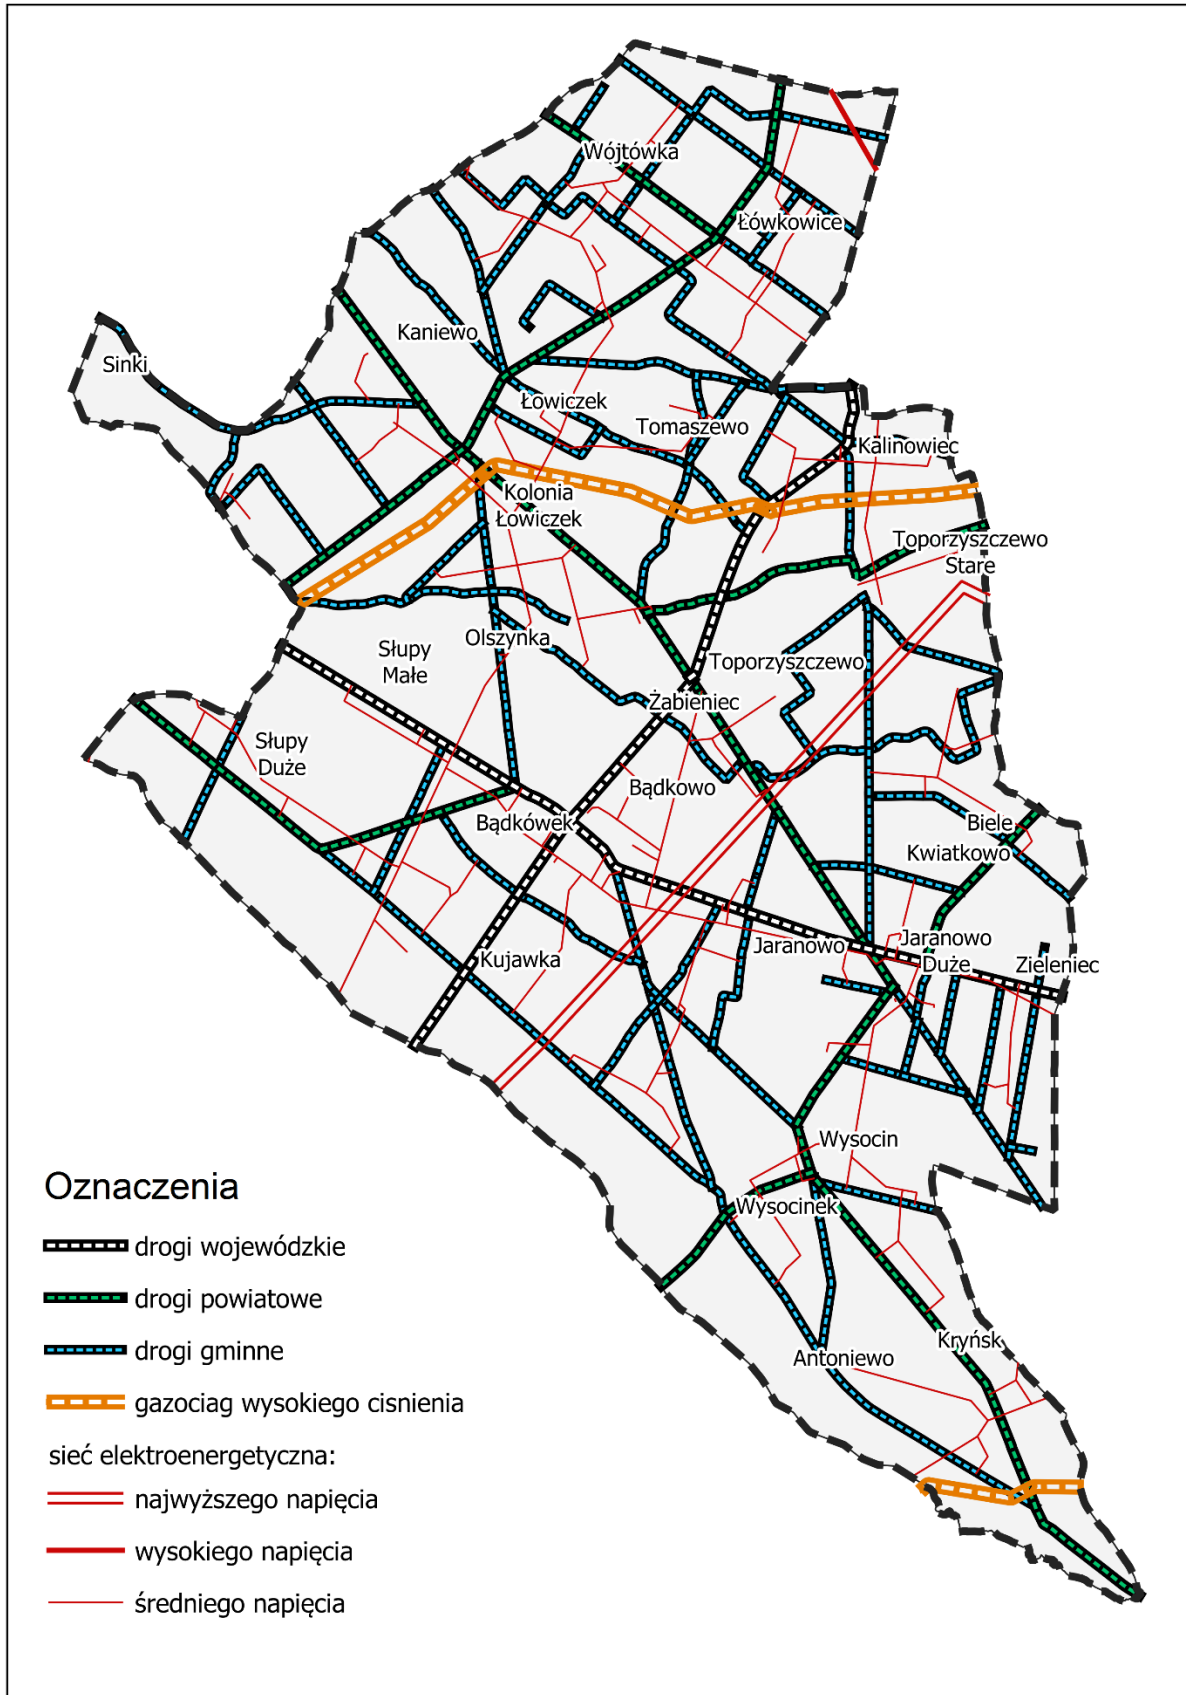 Wójtówka
Łówkowice
Kaniewo
Sinki
Łowiczek
Tomaszewo
Kalinowiec
Kolonia
Łowiczek
Toporzyszczewo
Stare
Olszynka
Słupy
Małe
Toporzyszczewo
Żabieniec
Słupy
Duże
Bądkowo
Bądkówek
Biele
Kwiatkowo
Jaranowo
Jaranowo
Duże
Zieleniec
Kujawka
Wysocin
Wysocinek
Kryńsk
Antoniewo
Oznaczenia
drogi wojewódzkie
drogi powiatowe
drogi gminne
gazociag wysokiego cisnienia
sieć elektroenergetyczna:
najwyższego napięcia
wysokiego napięcia
średniego napięcia